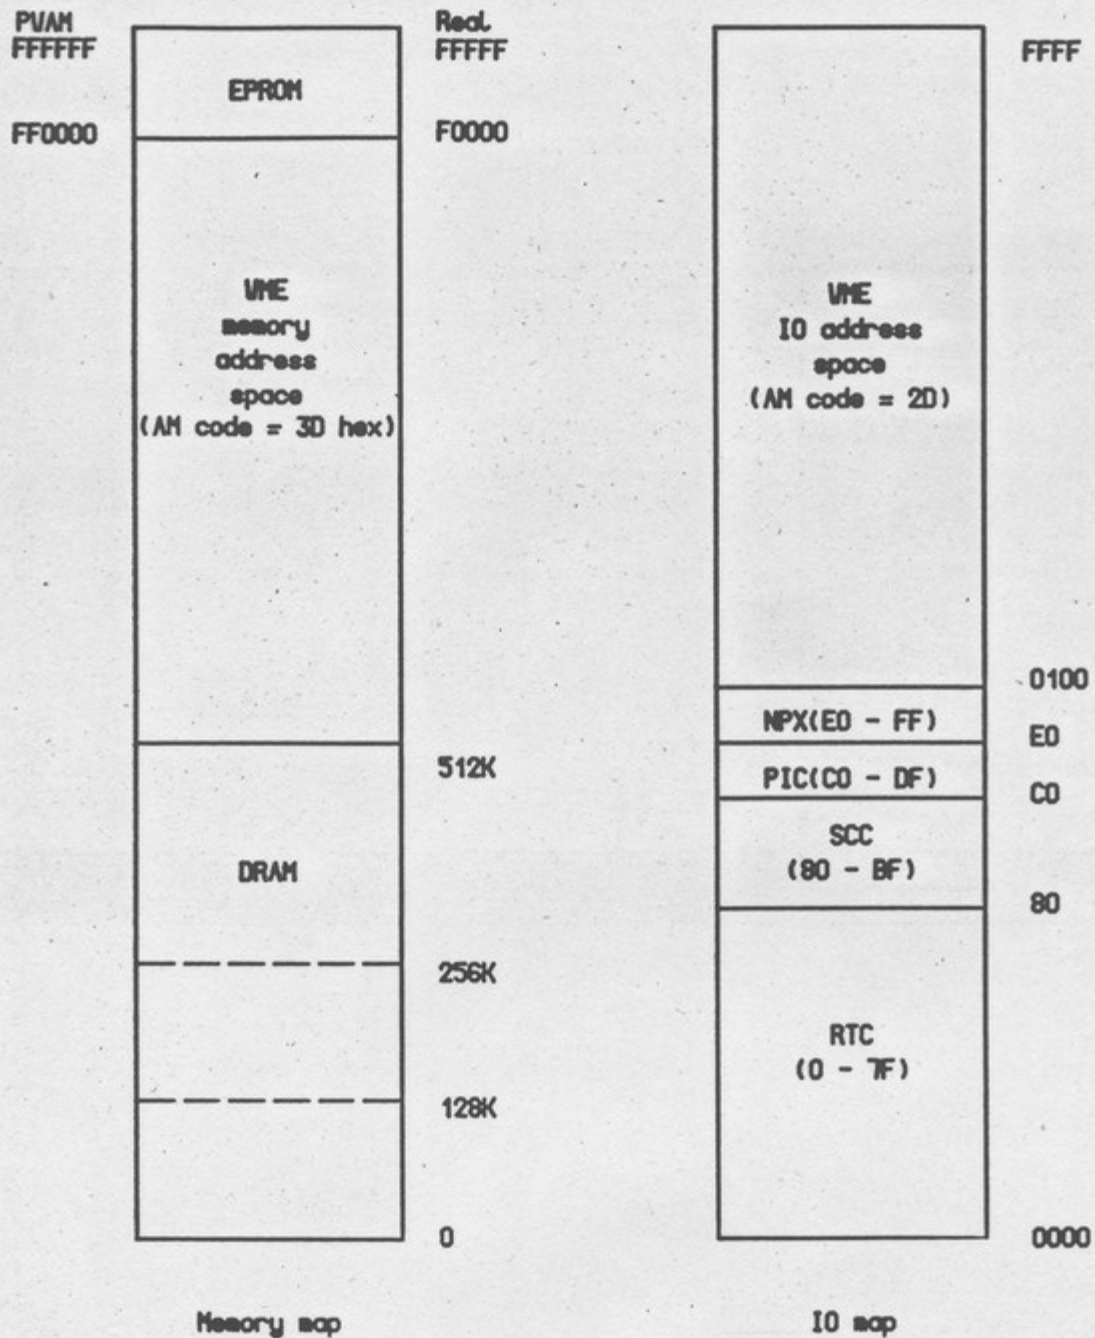 PVAM
FFFFFF
FF0000
EPROM
VME
memory
address
space
(AM code = 3D hex)
DRAM
Real
FFFFF
F0000
512K
256K
128K
0
Memory map
VME
IO address
space
(AM code = 2D)
NPX(E0 - FF)
PIC(C0 - DF)
SCC
(80 - BF)
RTC
(0 - 7F)
FFFF
0100
E0
C0
80
0000
IO map